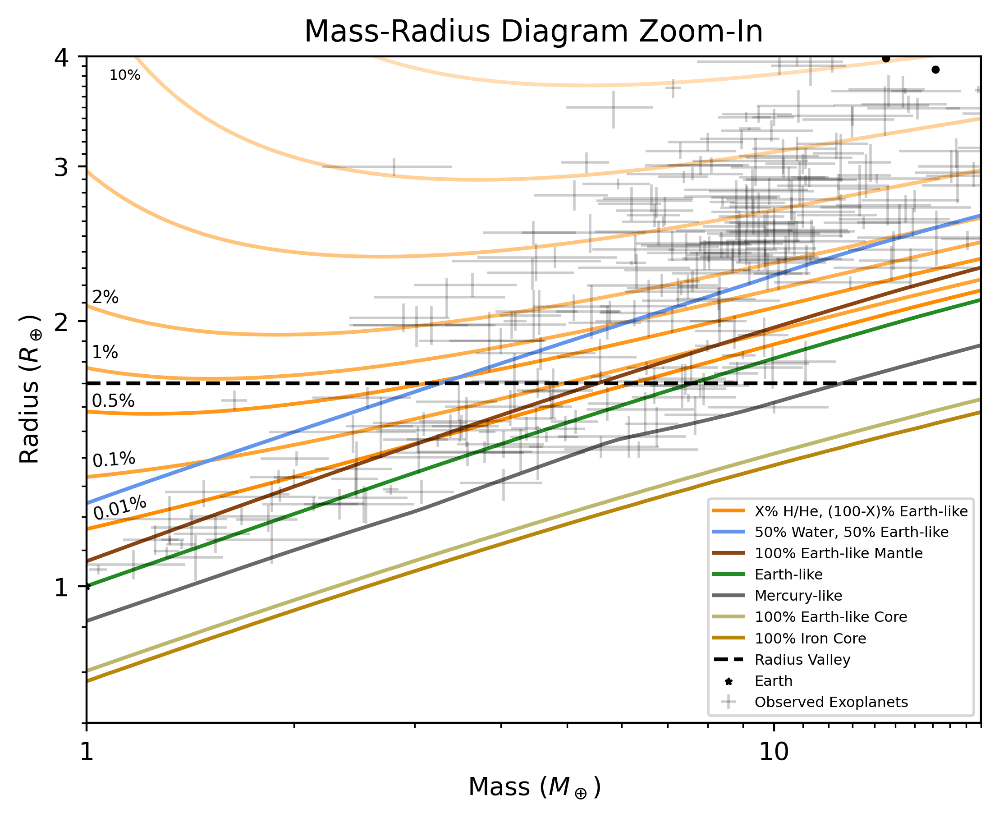 Mass-Radius Diagram Zoom-In
4
3
2
1
Radius (R⊕)
10%
2%
1%
0.5%
0.1%
0.01%
X% H/He, (100-X)% Earth-like
50% Water, 50% Earth-like
100% Earth-like Mantle
Earth-like
Mercury-like
100% Earth-like Core
100% Iron Core
Radius Valley
Earth
Observed Exoplanets
1
10
Mass (M⊕)